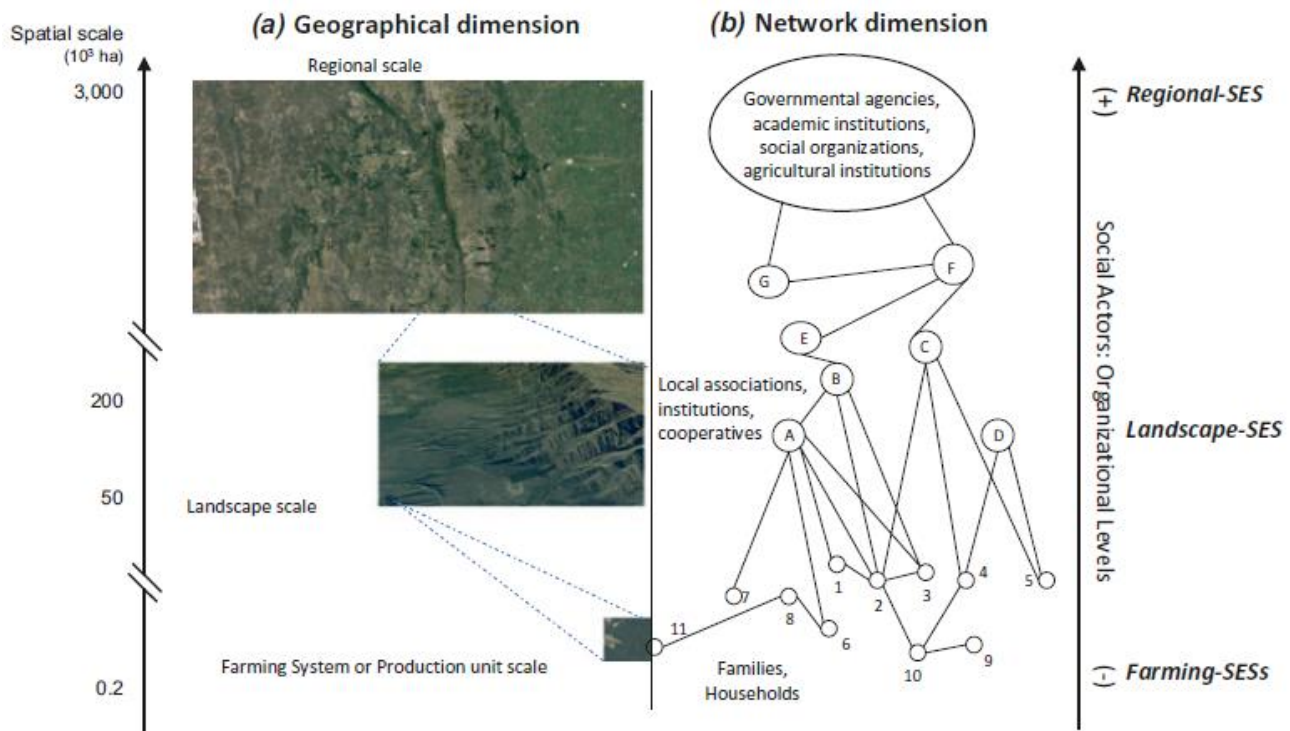 (a) Geographical dimension
(b) Network dimension
Spatial scale
(10³ ha)
3,000
200
50
0.2
Regional scale
Landscape scale
Farming System or Production unit scale
Governmental agencies,
academic institutions,
social organizations,
agricultural institutions
G
F
E
C
B
Local associations,
institutions,
cooperatives
A
D
1
2
3
4
5
7
8
6
11
10
9
Families,
Households
(+) Regional-SES
Landscape-SES
Social Actors: Organizational Levels
(-) Farming-SESs